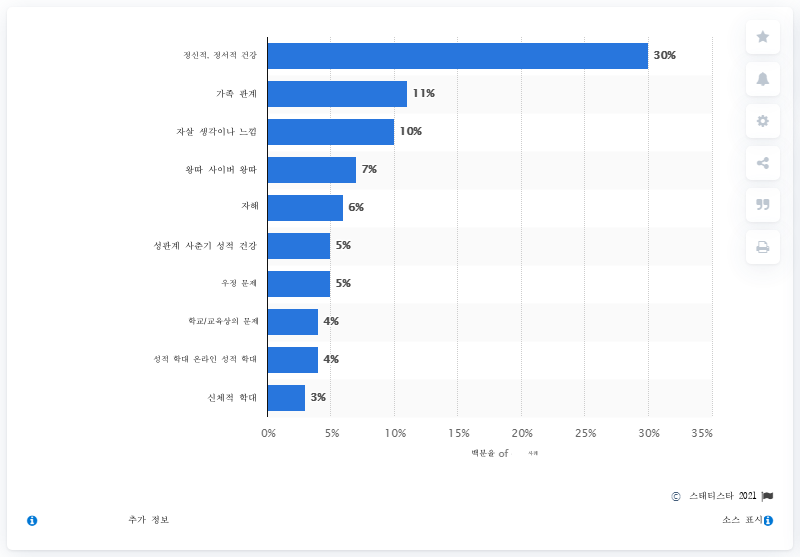 정신적, 정서적 건강
30%
가족 관계
11%
자살 생각이나 느낌
10%
왕따 사이버 왕따
7%
자해
6%
성관계 사춘기 성적 건강
5%
우정 문제
5%
학교/교육상의 문제
4%
성적 학대 온라인 성적 학대
4%
신체적 학대
3%
0% 5% 10% 15% 20% 25% 30% 35%
백분율 of 사례
© 스태티스타 2021
추가 정보
소스 표시